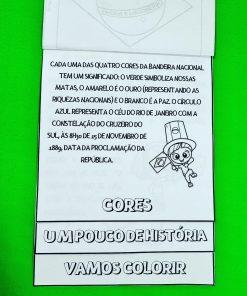 CADA UMA DAS QUATRO CORES DA BANDEIRA NACIONAL
TEM UM SIGNIFICADO: O VERDE SIMBOLIZA NOSSAS
MATAS, O AMARELO É O OURO (REPRESENTANDO AS
RIQUEZAS NACIONAIS) E O BRANCO É A PAZ. O CÍRCULO
AZUL REPRESENTA O CÉU DO RIO DE JANEIRO COM A
CONSTELAÇÃO DO CRUZEIRO DO
SUL, ÀS 8H30 DE 15 DE NOVEMBRO DE
1889, DATA DA PROCLAMAÇÃO DA
REPÚBLICA.
CORES
UM POUCO DE HISTÓRIA
VAMOS COLORIR